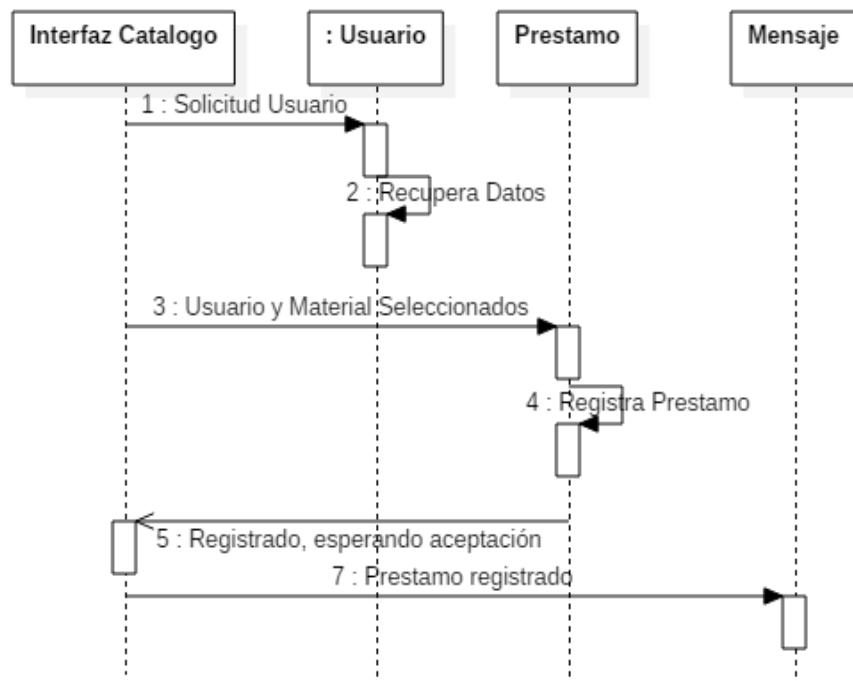 Interfaz Catalogo
: Usuario
Prestamo
Mensaje
1 : Solicitud Usuario
2 : Recupera Datos
3 : Usuario y Material Seleccionados
4 : Registra Prestamo
5 : Registrado, esperando aceptación
7 : Prestamo registrado